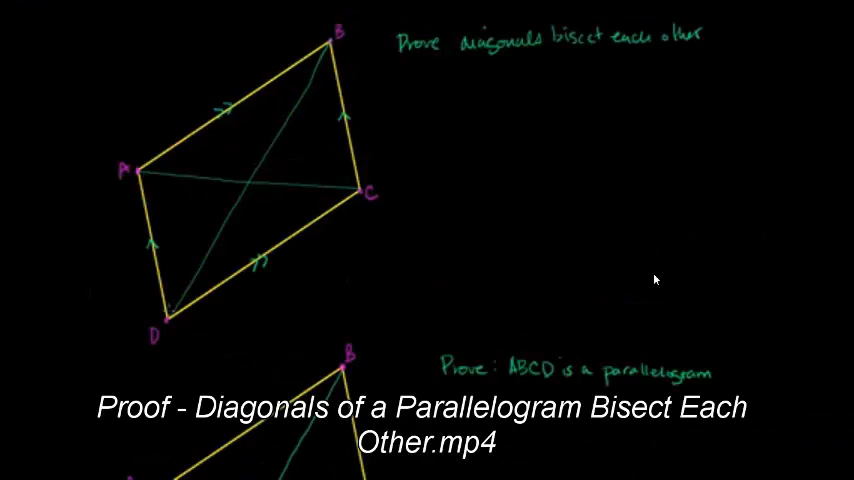 B
Prove diagonals bisect each other
A
C
D
B
Prove: ABCD is a parallelogram
Proof - Diagonals of a Parallelogram Bisect Each
Other.mp4